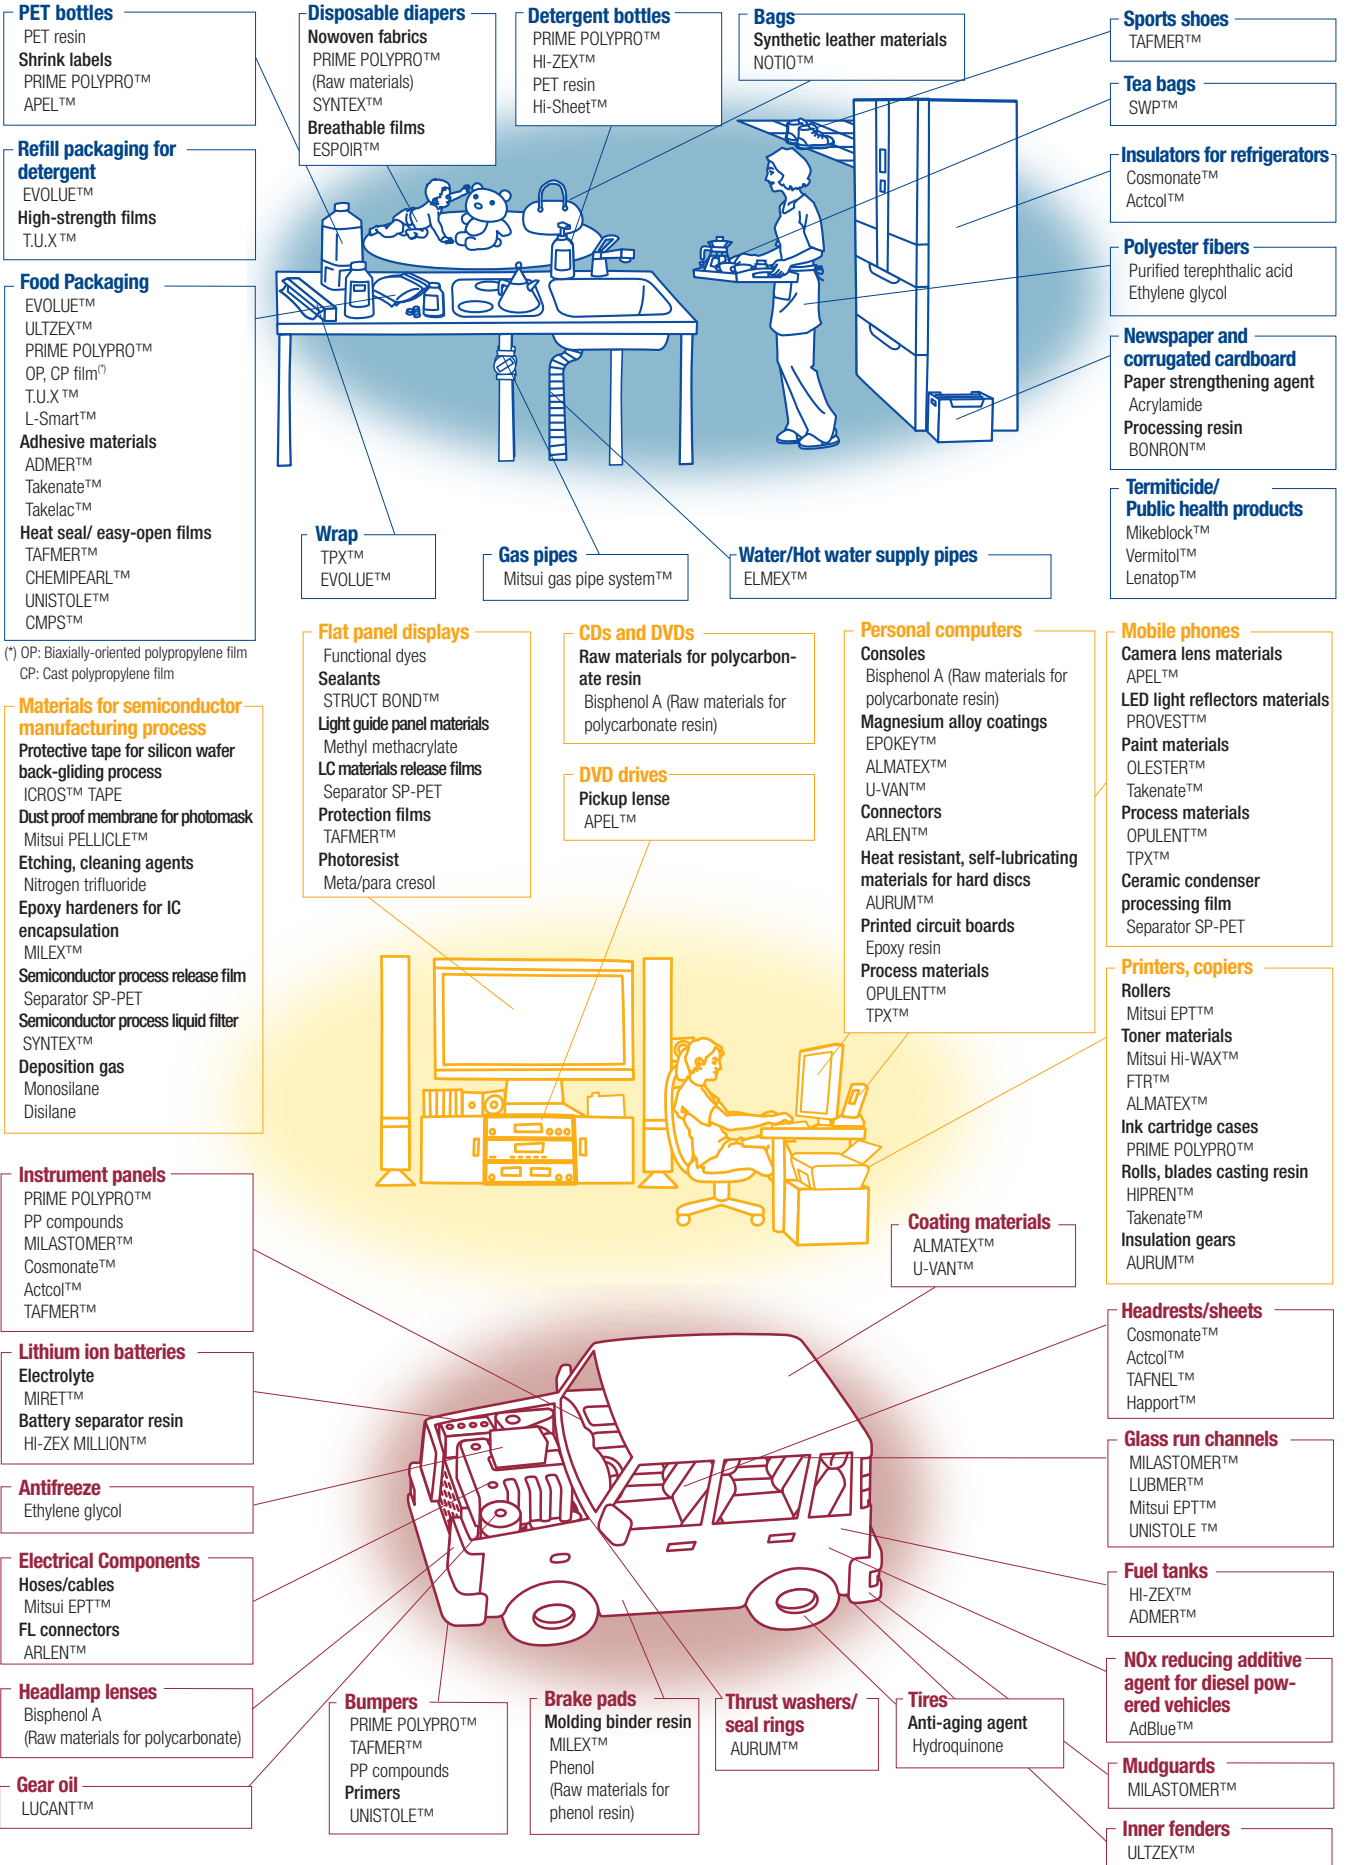 PET bottles
PET resin
Shrink labels
PRIME POLYPRO™
APEL™
Disposable diapers
Nowoven fabrics
PRIME POLYPRO™
(Raw materials)
SYNTEX™
Breathable films
ESPOIR™
Detergent bottles
PRIME POLYPRO™
HI-ZEX™
PET resin
Hi-Sheet™
Bags
Synthetic leather materials
NOTIO™
Sports shoes
TAFMER™
Tea bags
SWP™
Refill packaging for
detergent
EVOLUE™
High-strength films
T.U.X™
Insulators for refrigerators
Cosmonate™
Actcol™
Polyester fibers
Purified terephthalic acid
Ethylene glycol
Food Packaging
EVOLUE™
ULTZEX™
PRIME POLYPRO™
OP, CP film(*)
T.U.X™
L-Smart™
Adhesive materials
ADMER™
Takenate™
Takelac™
Heat seal/ easy-open films
TAFMER™
CHEMIPEARL™
UNISTOLE™
CMPS™
(*) OP: Biaxially-oriented polypropylene film
CP: Cast polypropylene film
Newspaper and
corrugated cardboard
Paper strengthening agent
Acrylamide
Processing resin
BONRON™
Termiticide/
Public health products
Mikeblock™
Vermitol™
Lenatop™
Wrap
TPX™
EVOLUE™
Gas pipes
Mitsui gas pipe system™
Water/Hot water supply pipes
ELMEX™
Materials for semiconductor
manufacturing process
Protective tape for silicon wafer
back-gliding process
ICROS™ TAPE
Dust proof membrane for photomask
Mitsui PELLICLE™
Etching, cleaning agents
Nitrogen trifluoride
Epoxy hardeners for IC
encapsulation
MILEX™
Semiconductor process release film
Separator SP-PET
Semiconductor process liquid filter
SYNTEX™
Deposition gas
Monosilane
Disilane
Flat panel displays
Functional dyes
Sealants
STRUCT BOND™
Light guide panel materials
Methyl methacrylate
LC materials release films
Separator SP-PET
Protection films
TAFMER™
Photoresist
Meta/para cresol
CDs and DVDs
Raw materials for polycarbon-
ate resin
Bisphenol A (Raw materials for
polycarbonate resin)
DVD drives
Pickup lense
APEL™
Personal computers
Consoles
Bisphenol A (Raw materials for
polycarbonate resin)
Magnesium alloy coatings
EPOKEY™
ALMATEX™
U-VAN™
Connectors
ARLEN™
Heat resistant, self-lubricating
materials for hard discs
AURUM™
Printed circuit boards
Epoxy resin
Process materials
OPULENT™
TPX™
Mobile phones
Camera lens materials
APEL™
LED light reflectors materials
PROVEST™
Paint materials
OLESTER™
Takenate™
Process materials
OPULENT™
TPX™
Ceramic condenser
processing film
Separator SP-PET
Printers, copiers
Rollers
Mitsui EPT™
Toner materials
Mitsui Hi-WAX™
FTR™
ALMATEX™
Ink cartridge cases
PRIME POLYPRO™
Rolls, blades casting resin
HIPREN™
Takenate™
Insulation gears
AURUM™
Instrument panels
PRIME POLYPRO™
PP compounds
MILASTOMER™
Cosmonate™
Actcol™
TAFMER™
Lithium ion batteries
Electrolyte
MIRET™
Battery separator resin
HI-ZEX MILLION™
Antifreeze
Ethylene glycol
Electrical Components
Hoses/cables
Mitsui EPT™
FL connectors
ARLEN™
Headlamp lenses
Bisphenol A
(Raw materials for polycarbonate)
Gear oil
LUCANT™
Coating materials
ALMATEX™
U-VAN™
Headrests/sheets
Cosmonate™
Actcol™
TAFNEL™
Happort™
Glass run channels
MILASTOMER™
LUBMER™
Mitsui EPT™
UNISTOLE ™
Fuel tanks
HI-ZEX™
ADMER™
NOx reducing additive
agent for diesel pow-
ered vehicles
AdBlue™
Bumpers
PRIME POLYPRO™
TAFMER™
PP compounds
Primers
UNISTOLE™
Brake pads
Molding binder resin
MILEX™
Phenol
(Raw materials for
phenol resin)
Thrust washers/
seal rings
AURUM™
Tires
Anti-aging agent
Hydroquinone
Mudguards
MILASTOMER™
Inner fenders
ULTZEX™